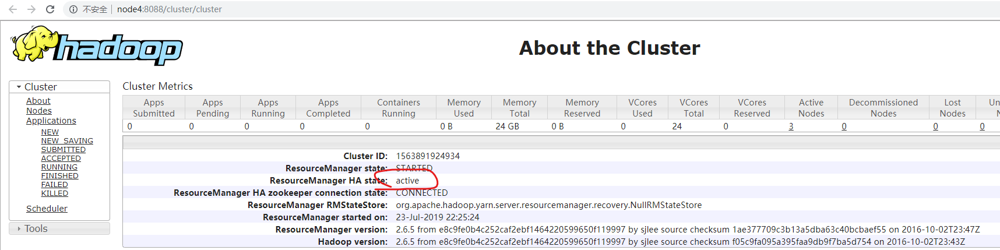 不安全 | node4:8088/cluster/cluster
hadoop
About the Cluster
Cluster
About
Nodes
Applications
NEW
NEW_SAVING
SUBMITTED
ACCEPTED
RUNNING
FINISHED
FAILED
KILLED
Scheduler
Tools
Cluster Metrics
Apps Submitted
Apps Pending
Apps Running
Apps Completed
Containers Running
Memory Used
Memory Total
Memory Reserved
VCores Used
VCores Total
VCores Reserved
Active Nodes
Decommissioned Nodes
Lost Nodes
0 0 0 0 0 0 B 24 GB 0 B 0 24 0 3 0 0 0
Cluster ID: 1563891924934
ResourceManager state: STARTED
ResourceManager HA state: active
ResourceManager HA zookeeper connection state: CONNECTED
ResourceManager RMStateStore: org.apache.hadoop.yarn.server.resourcemanager.recovery.NullRMStateStore
ResourceManager started on: 23-Jul-2019 22:25:24
ResourceManager version: 2.6.5 from e8c9fe0b4c252caf2ebf1464220599650f119997 by sjlee source checksum 1ae377709c3b13a5dba63c40bcbaef55 on 2016-10-02T23:47Z
Hadoop version: 2.6.5 from e8c9fe0b4c252caf2ebf1464220599650f119997 by sjlee source checksum f05c9fa095a395faa9db9f7ba5d754 on 2016-10-02T23:43Z